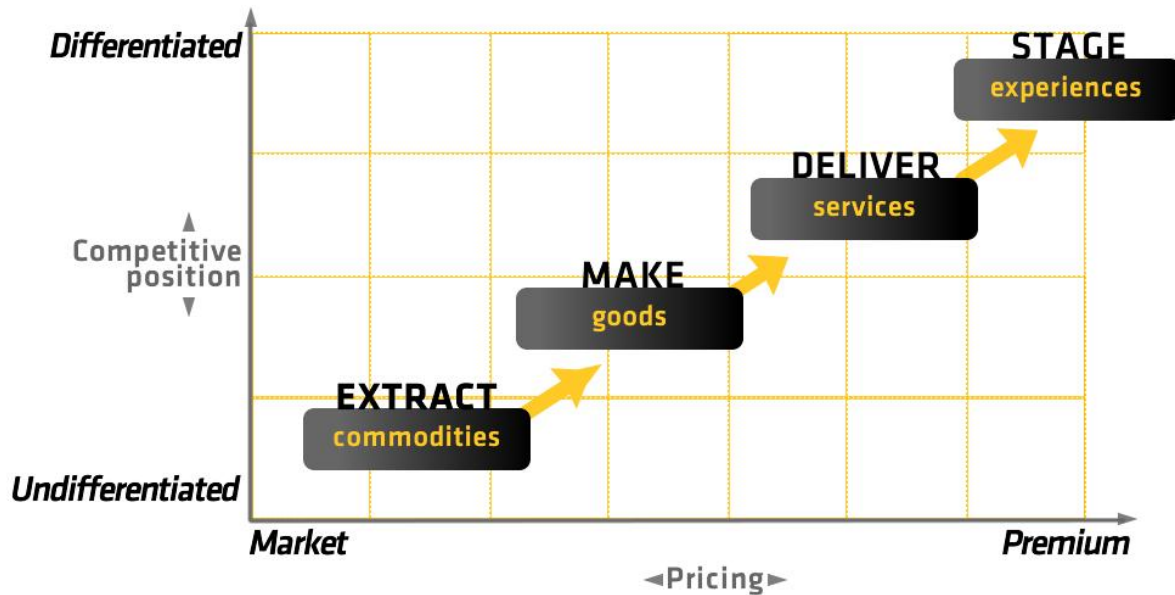 Differentiated
STAGE
experiences
DELIVER
services
Competitive
position
MAKE
goods
EXTRACT
commodities
Undifferentiated
Market
Premium
Pricing